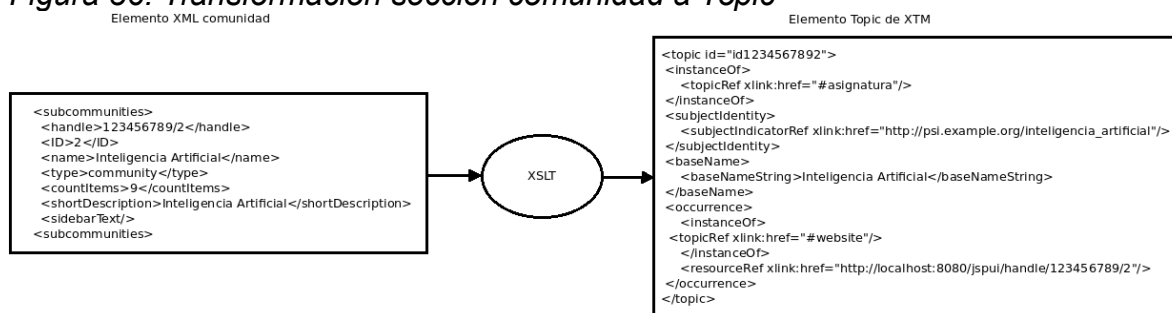 Figura 30. Transformación sección comunidad a Topic
Elemento XML comunidad
<subcommunities>
<handle>123456789/2</handle>
<ID>2</ID>
<name>Inteligencia Artificial</name>
<type>community</type>
<countItems>9</countItems>
<shortDescription>Inteligencia Artificial</shortDescription>
<sidebarText/>
<subcommunities>
XSLT
Elemento Topic de XTM
<topic id="id1234567892">
<instanceOf>
<topicRef xlink:href="#asignatura"/>
</instanceOf>
<subjectIdentity>
<subjectIndicatorRef xlink:href="http://psi.example.org/inteligencia_artificial"/>
</subjectIdentity>
<baseName>
<baseNameString>Inteligencia Artificial</baseNameString>
</baseName>
<occurrence>
<instanceOf>
<topicRef xlink:href="#website"/>
</instanceOf>
<resourceRef xlink:href="http://localhost:8080/jspui/handle/123456789/2"/>
</occurrence>
</topic>